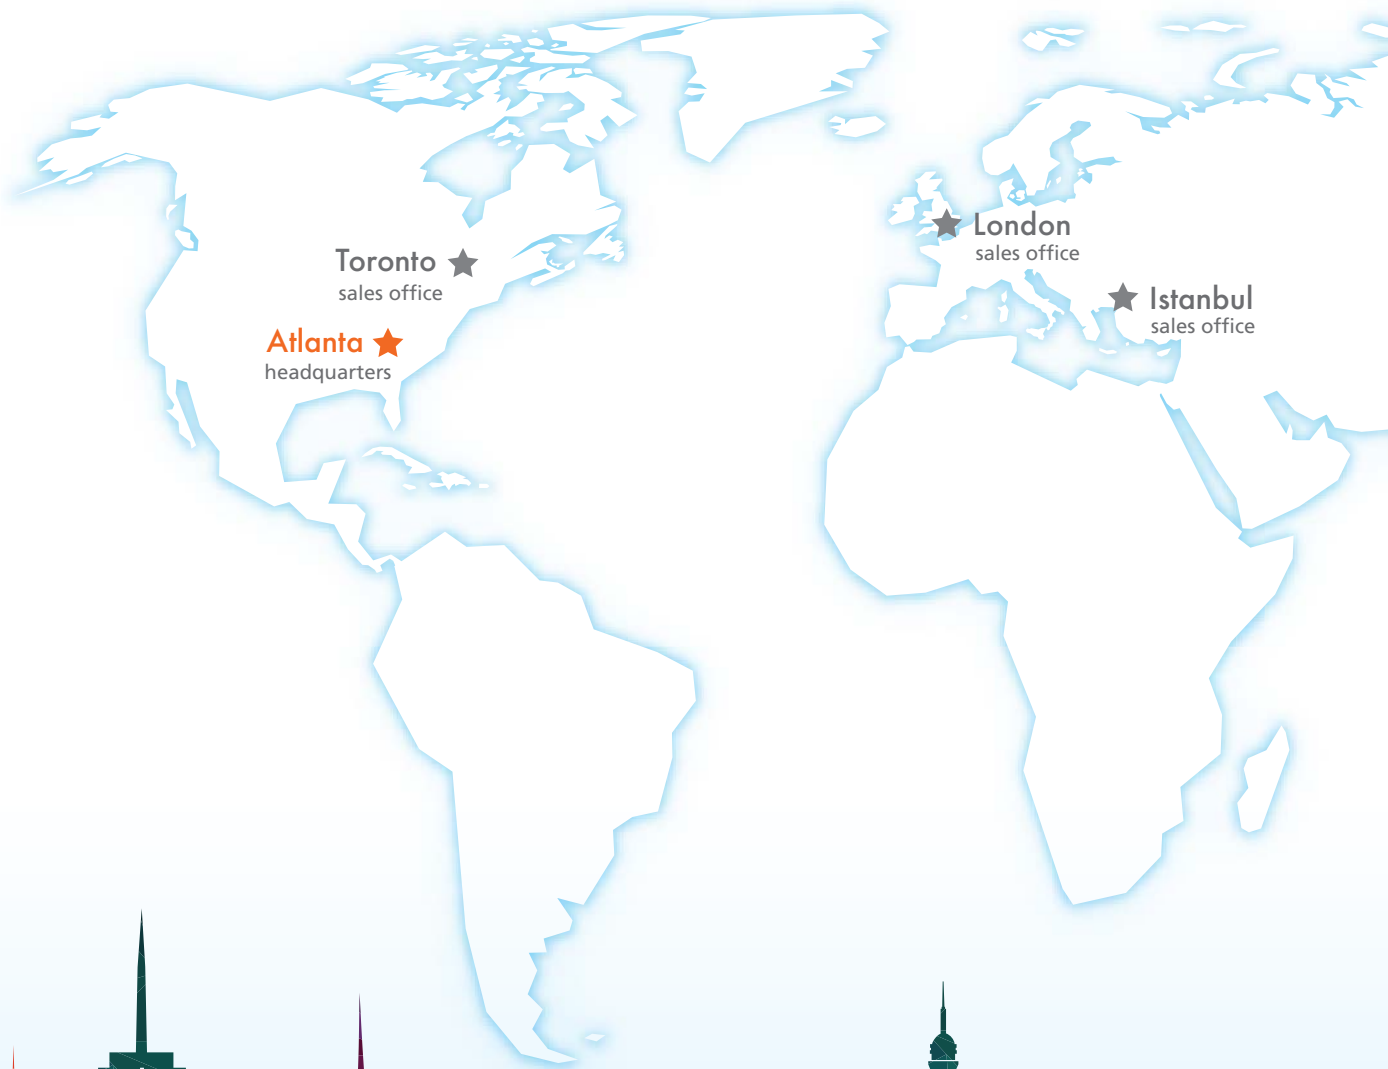 London
sales office
Toronto
sales office
Istanbul
sales office
Atlanta
headquarters